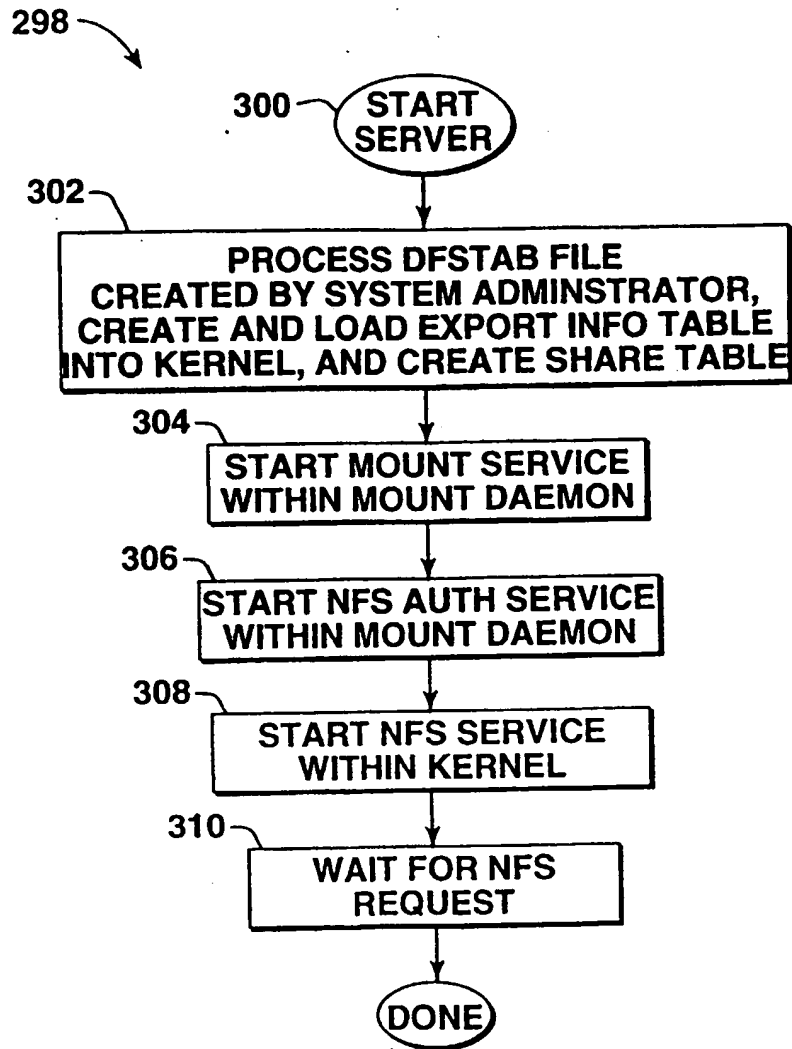 298
300
START
SERVER
302
PROCESS DFSTAB FILE
CREATED BY SYSTEM ADMINSTRATOR,
CREATE AND LOAD EXPORT INFO TABLE
INTO KERNEL, AND CREATE SHARE TABLE
304
START MOUNT SERVICE
WITHIN MOUNT DAEMON
306
START NFS AUTH SERVICE
WITHIN MOUNT DAEMON
308
START NFS SERVICE
WITHIN KERNEL
310
WAIT FOR NFS
REQUEST
DONE